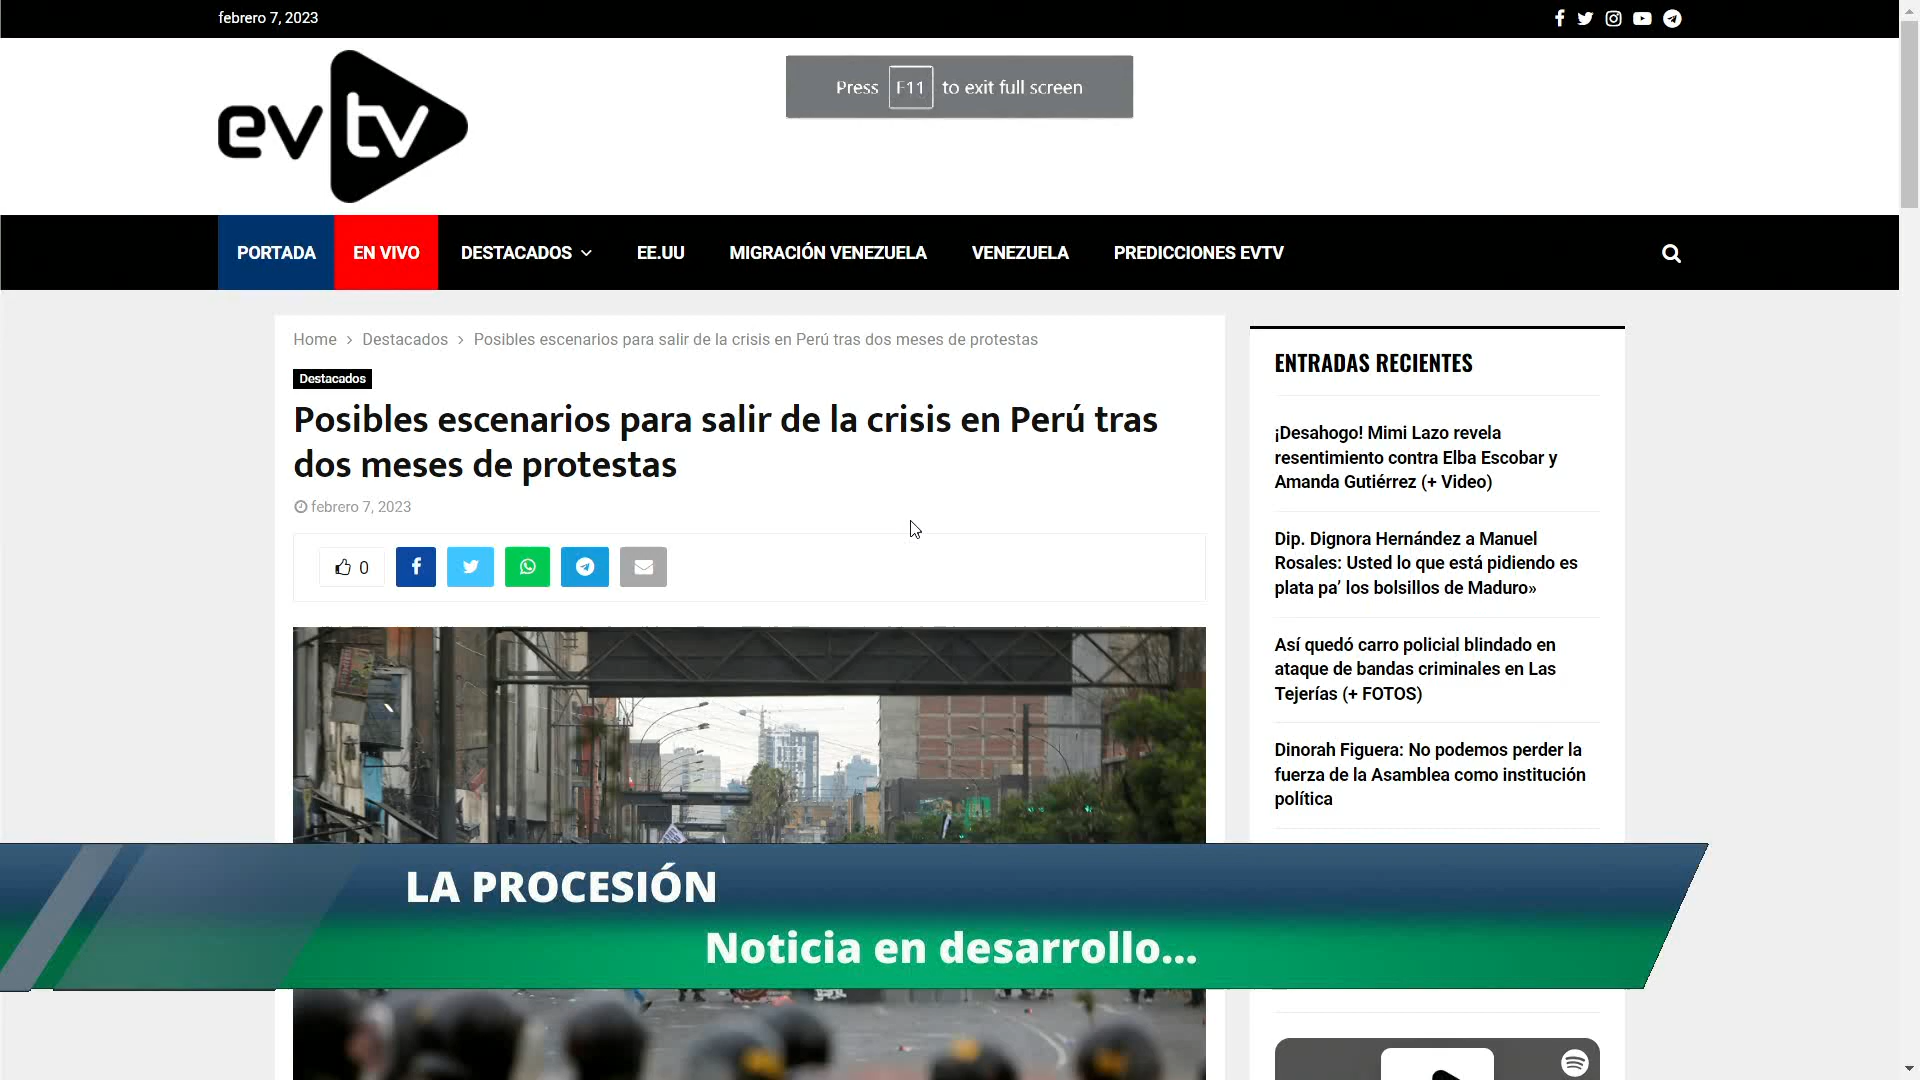 febrero 7, 2023
evtv
Press F11 to exit full screen
PORTADA EN VIVO DESTACADOS EE.UU MIGRACIÓN VENEZUELA VENEZUELA PREDICCIONES EVTV
Home > Destacados > Posibles escenarios para salir de la crisis en Perú tras dos meses de protestas
Destacados
Posibles escenarios para salir de la crisis en Perú tras
dos meses de protestas
febrero 7, 2023
0
ENTRADAS RECIENTES
¡Desahogo! Mimi Lazo revela
resentimiento contra Elba Escobar y
Amanda Gutiérrez (+ Video)
Dip. Dignora Hernández a Manuel
Rosales: Usted lo que está pidiendo es
plata pa’ los bolsillos de Maduro»
Así quedó carro policial blindado en
ataque de bandas criminales en Las
Tejerías (+ FOTOS)
Dinorah Figuera: No podemos perder la
fuerza de la Asamblea como institución
política
LA PROCESIÓN
Noticia en desarrollo...